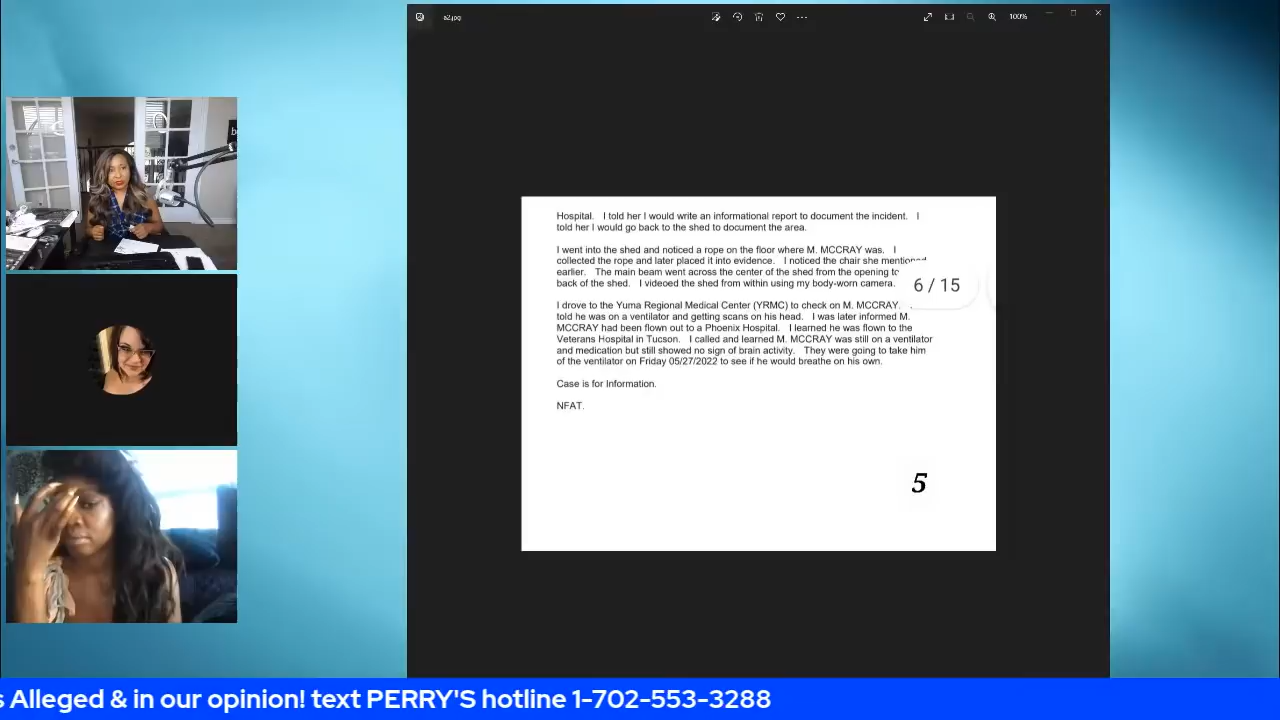 a2.jpg
100%
Hospital. I told her I would write an informational report to document the incident. I
told her I would go back to the shed to document the area.
I went into the shed and noticed a rope on the floor where M. MCCRAY was. I
collected the rope and later placed it into evidence. I noticed the chair she mentioned
earlier. The main beam went across the center of the shed from the opening to
back of the shed. I videoed the shed from within using my body-worn camera.
6 / 15
I drove to the Yuma Regional Medical Center (YRMC) to check on M. MCCRAY.
told he was on a ventilator and getting scans on his head. I was later informed M.
MCCRAY had been flown out to a Phoenix Hospital. I learned he was flown to the
Veterans Hospital in Tucson. I called and learned M. MCCRAY was still on a ventilator
and medication but still showed no sign of brain activity. They were going to take him
of the ventilator on Friday 05/27/2022 to see if he would breathe on his own.
Case is for Information.
NFAT.
5
s Alleged & in our opinion! text PERRY'S hotline 1-702-553-3288